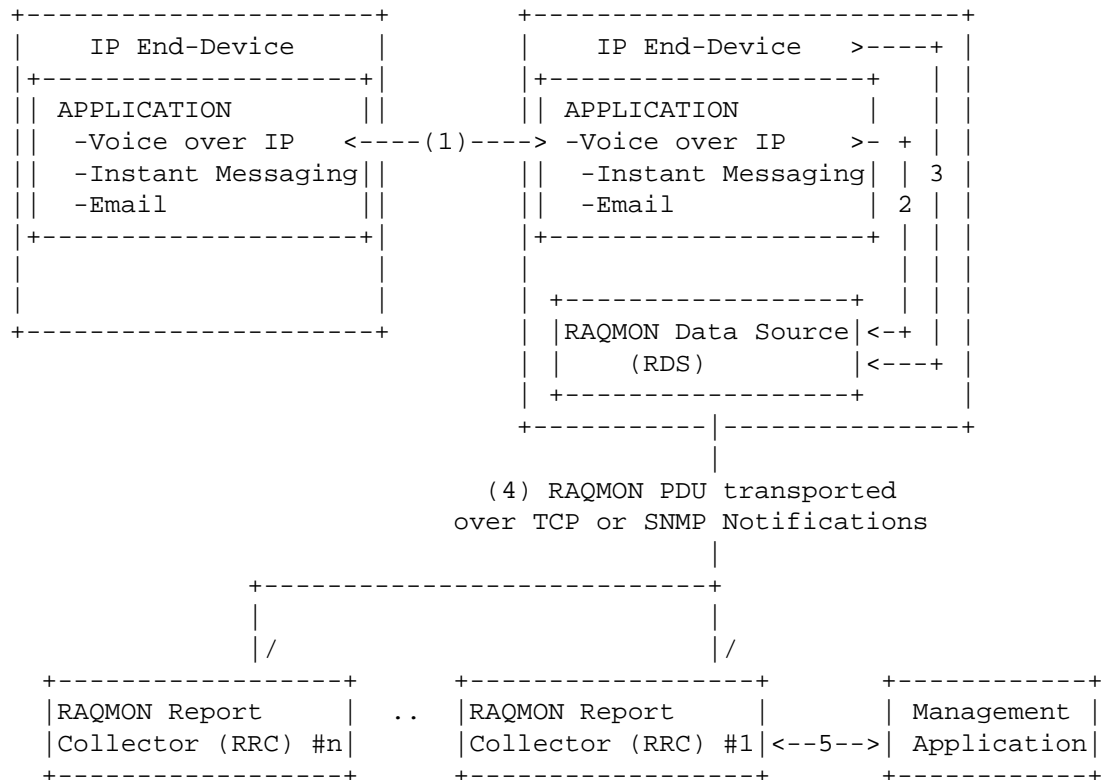 IP End-Device IP End-Device >----+
APPLICATION APPLICATION
-Voice over IP <----(1)----> -Voice over IP >- +
-Instant Messaging -Instant Messaging 3
-Email -Email 2
RAQMON Data Source <-+
(RDS) <---+
(4) RAQMON PDU transported
over TCP or SNMP Notifications
RAQMON Report .. RAQMON Report Management
Collector (RRC) #n Collector (RRC) #1 <--5--> Application